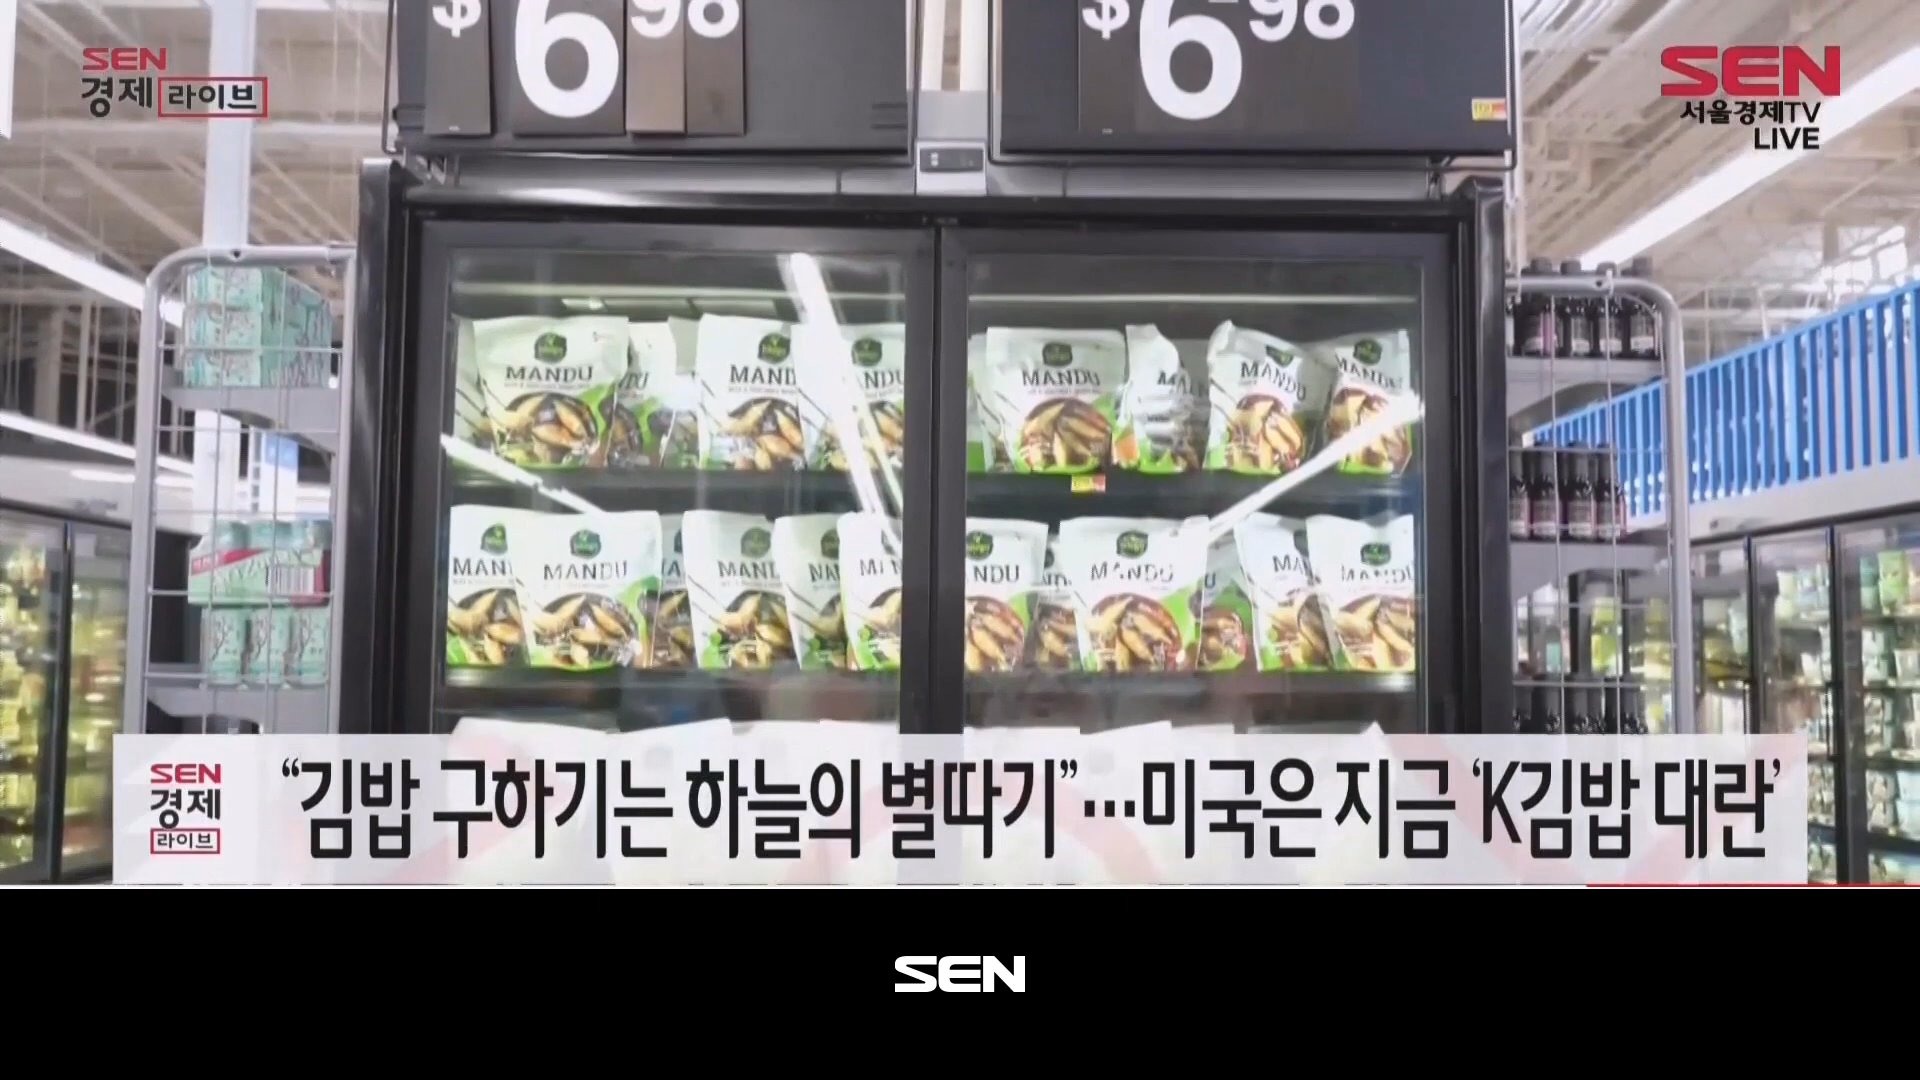 SEN
경제 라이브
$6.98
$6.98
SEN
서울경제TV
LIVE
MANDU
MANDU
MANDU
MANDU
MANDU
MANDU
SEN
경제
라이브
“김밥 구하기는 하늘의 별따기”…미국은 지금 ‘K김밥 대란’
SEN